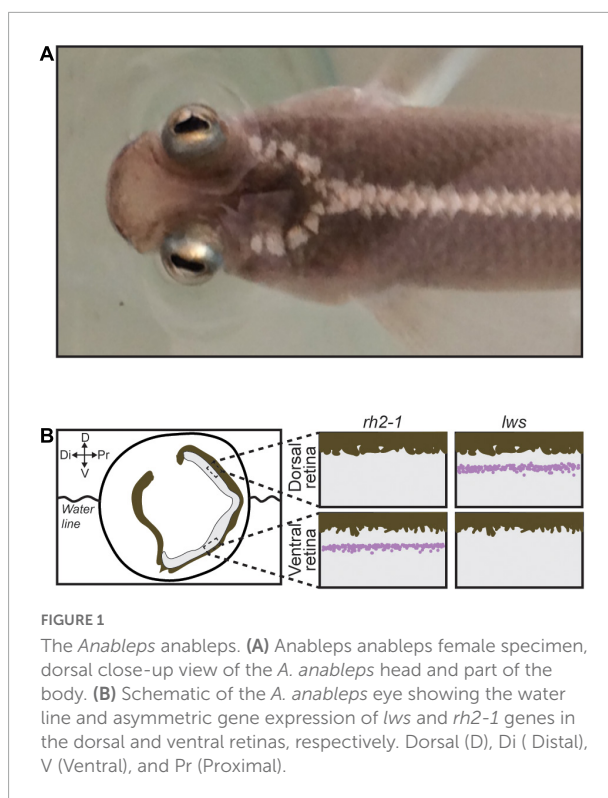 A
B
rh2-1
lws
D
Di
Pr
V
Water
line
Dorsal
retina
Ventral
retina
FIGURE 1
The Anableps anableps. (A) Anableps anableps female specimen,
dorsal close-up view of the A. anableps head and part of the
body. (B) Schematic of the A. anableps eye showing the water
line and asymmetric gene expression of lws and rh2-1 genes in
the dorsal and ventral retinas, respectively. Dorsal (D), Di ( Distal),
V (Ventral), and Pr (Proximal).